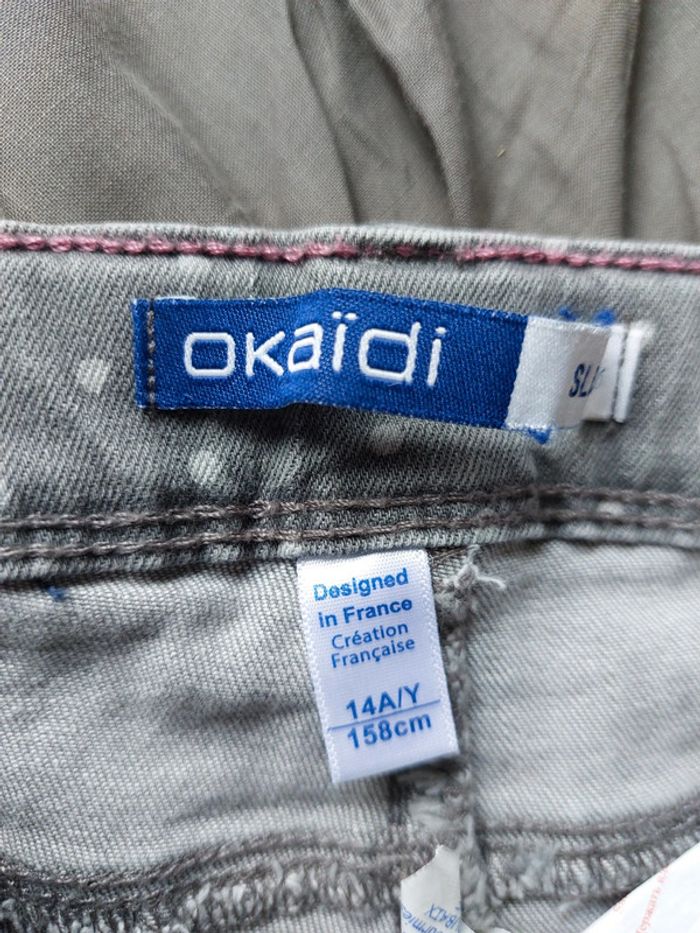 okaïdi
Designed
in France
Création
Française
14A/Y
158cm